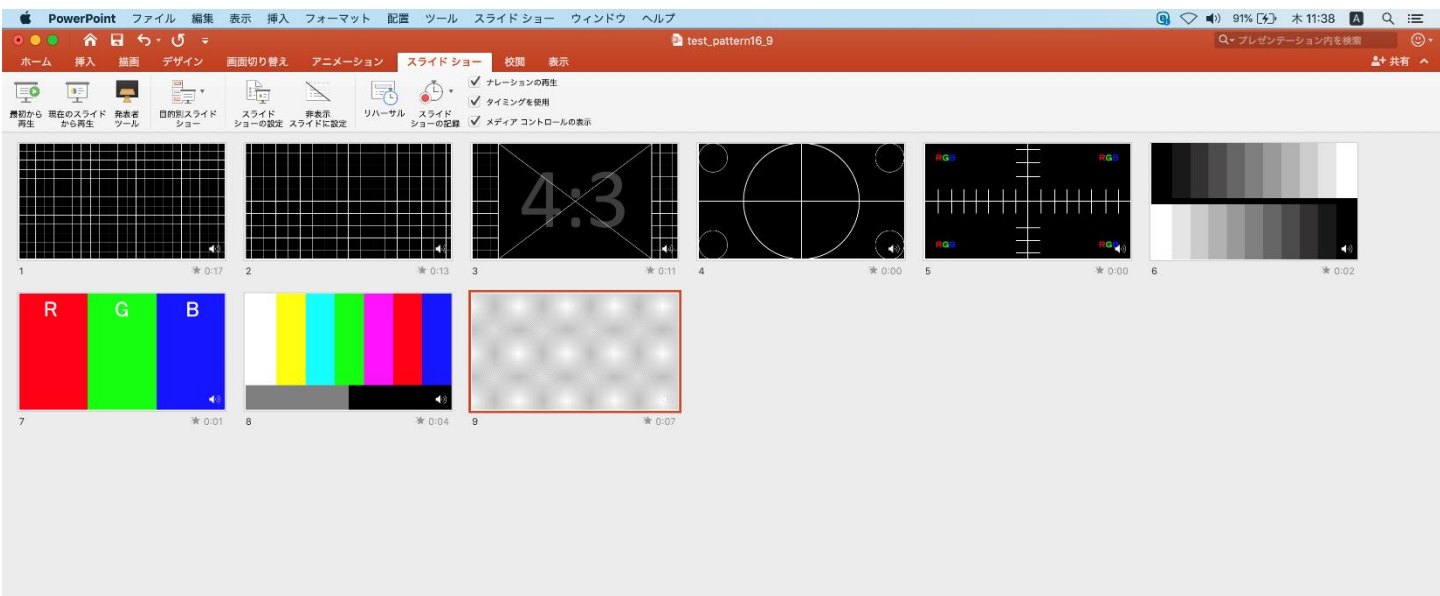 PowerPoint ファイル 編集 表示 挿入 フォーマット 配置 ツール スライド ショー ウィンドウ ヘルプ 91% 木 11:38 A
test_pattern16_9 プレゼンテーション内を検索
ホーム 挿入 描画 デザイン 画面切り替え アニメーション スライド ショー 校閲 表示 共有
最初から 再生
現在のスライド から再生
発表者 ツール
目的別スライド ショー
スライド ショーの設定
非表示 スライドに設定
リハーサル
スライド ショーの記録
ナレーションの再生
タイミングを使用
メディア コントロールの表示
4:3
RGB RGB
RGB RGB
1 0:17 2 0:13 3 0:11 4 0:00 5 0:00 6 0:02
R G B
7 0:01 8 0:04 9 0:07